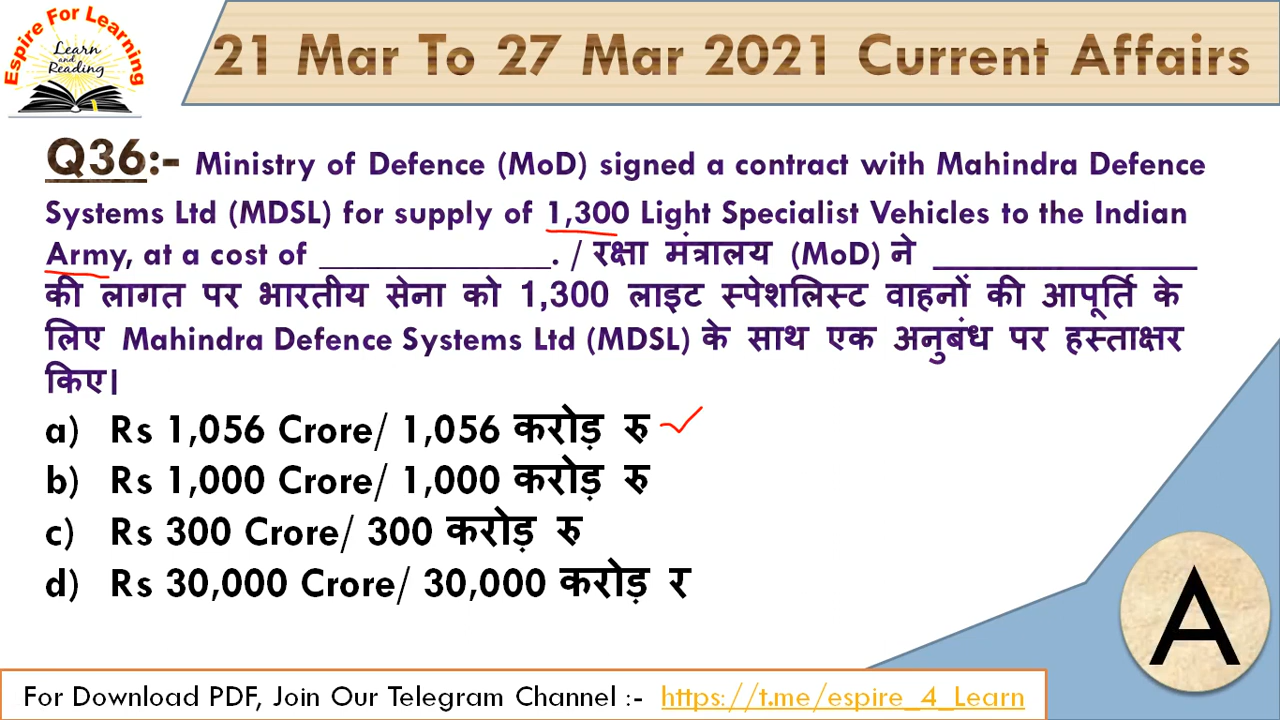 Espire For Learning
Learn
and
Reading
21 Mar To 27 Mar 2021 Current Affairs
Q36:- Ministry of Defence (MoD) signed a contract with Mahindra Defence
Systems Ltd (MDSL) for supply of 1,300 Light Specialist Vehicles to the Indian
Army, at a cost of _____________. / रक्षा मंत्रालय (MoD) ने _______________
की लागत पर भारतीय सेना को 1,300 लाइट स्पेशलिस्ट वाहनों की आपूर्ति के
लिए Mahindra Defence Systems Ltd (MDSL) के साथ एक अनुबंध पर हस्ताक्षर
किए।
a) Rs 1,056 Crore/ 1,056 करोड़ रु
b) Rs 1,000 Crore/ 1,000 करोड़ रु
c) Rs 300 Crore/ 300 करोड़ रु
d) Rs 30,000 Crore/ 30,000 करोड़ र
A
For Download PDF, Join Our Telegram Channel :- https://t.me/espire_4_Learn